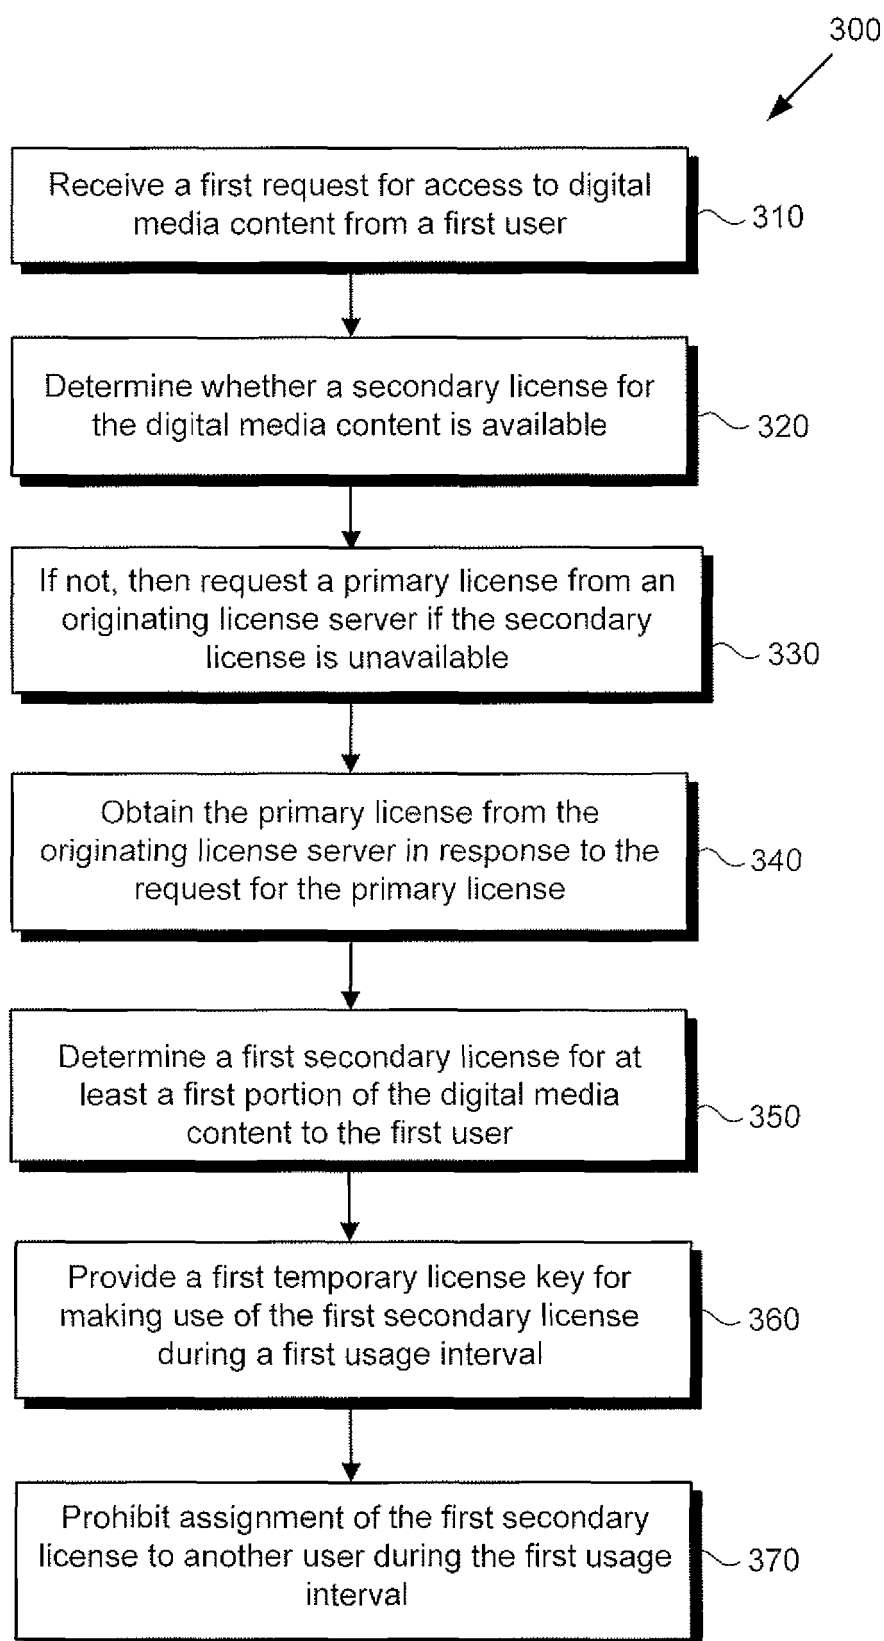 300
Receive a first request for access to digital
media content from a first user
310
Determine whether a secondary license for
the digital media content is available
320
If not, then request a primary license from an
originating license server if the secondary
license is unavailable
330
Obtain the primary license from the
originating license server in response to the
request for the primary license
340
Determine a first secondary license for at
least a first portion of the digital media
content to the first user
350
Provide a first temporary license key for
making use of the first secondary license
during a first usage interval
360
Prohibit assignment of the first secondary
license to another user during the first usage
interval
370